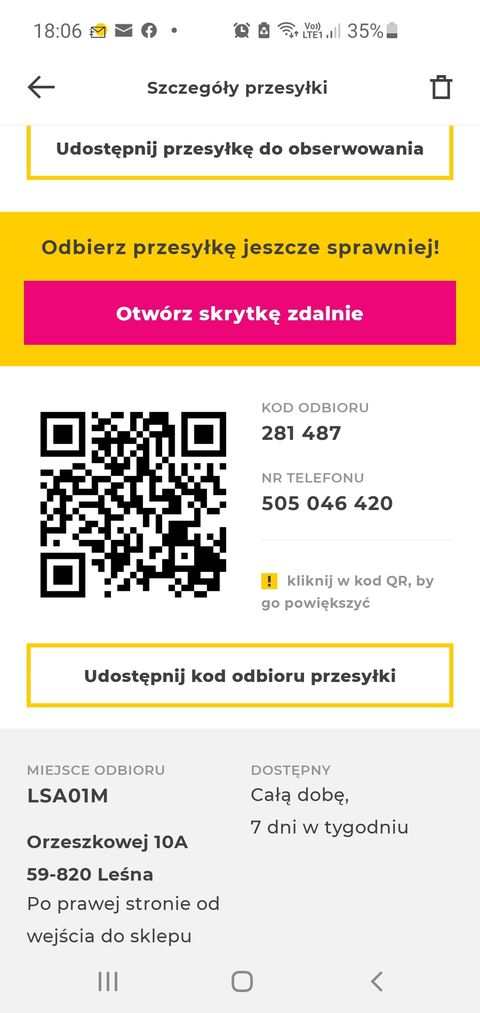 18:06 Vo)) LTE1 35%
Szczegóły przesyłki
Udostępnij przesyłkę do obserwowania
Odbierz przesyłkę jeszcze sprawniej!
Otwórz skrytkę zdalnie
KOD ODBIORU
281 487
NR TELEFONU
505 046 420
! kliknij w kod QR, by
go powiększyć
Udostępnij kod odbioru przesyłki
MIEJSCE ODBIORU
LSA01M
Orzeszkowej 10A
59-820 Leśna
Po prawej stronie od
wejścia do sklepu
DOSTĘPNY
Całą dobę,
7 dni w tygodniu